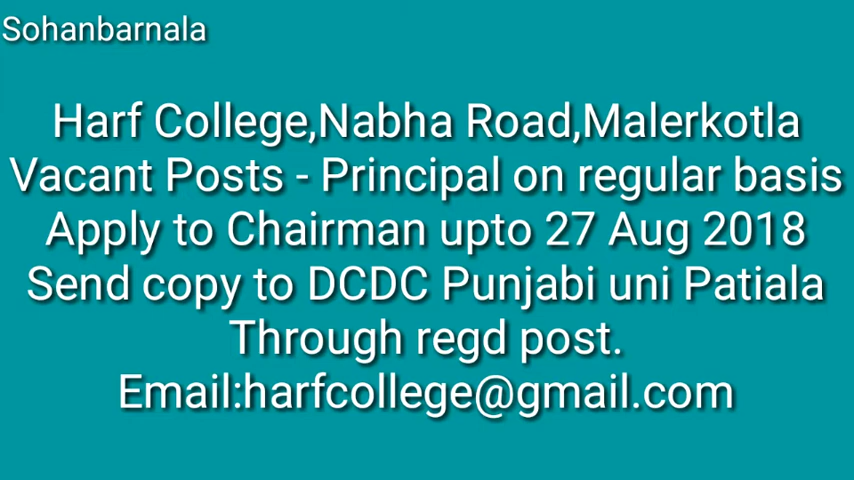 Sohanbarnala
Harf College,Nabha Road,Malerkotla
Vacant Posts - Principal on regular basis
Apply to Chairman upto 27 Aug 2018
Send copy to DCDC Punjabi uni Patiala
Through regd post.
Email:harfcollege@gmail.com